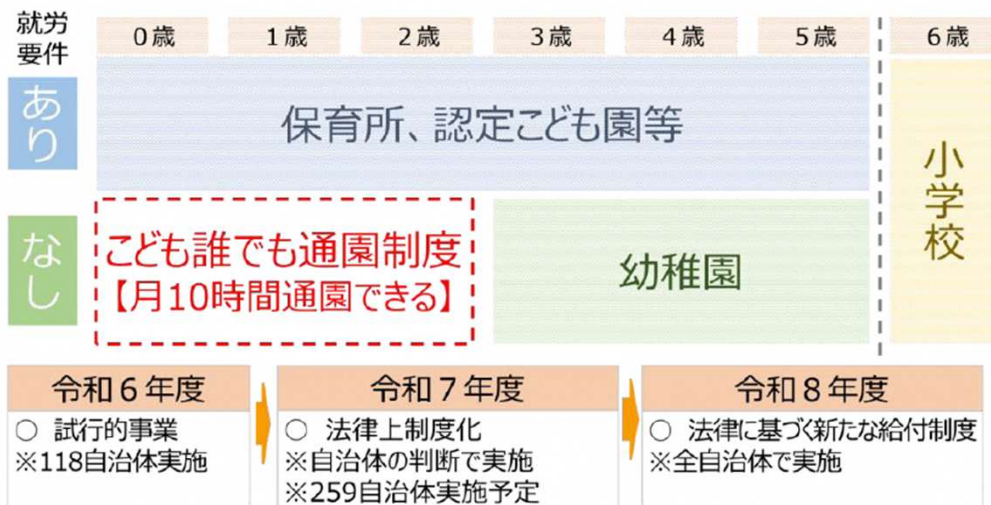 就労
要件
0歳
1歳
2歳
3歳
4歳
5歳
6歳
あり
保育所、認定こども園等
小学校
なし
こども誰でも通園制度
【月10時間通園できる】
幼稚園
令和6年度
○ 試行的事業
※118自治体実施
令和7年度
○ 法律上制度化
※自治体の判断で実施
※259自治体実施予定
令和8年度
○ 法律に基づく新たな給付制度
※全自治体で実施